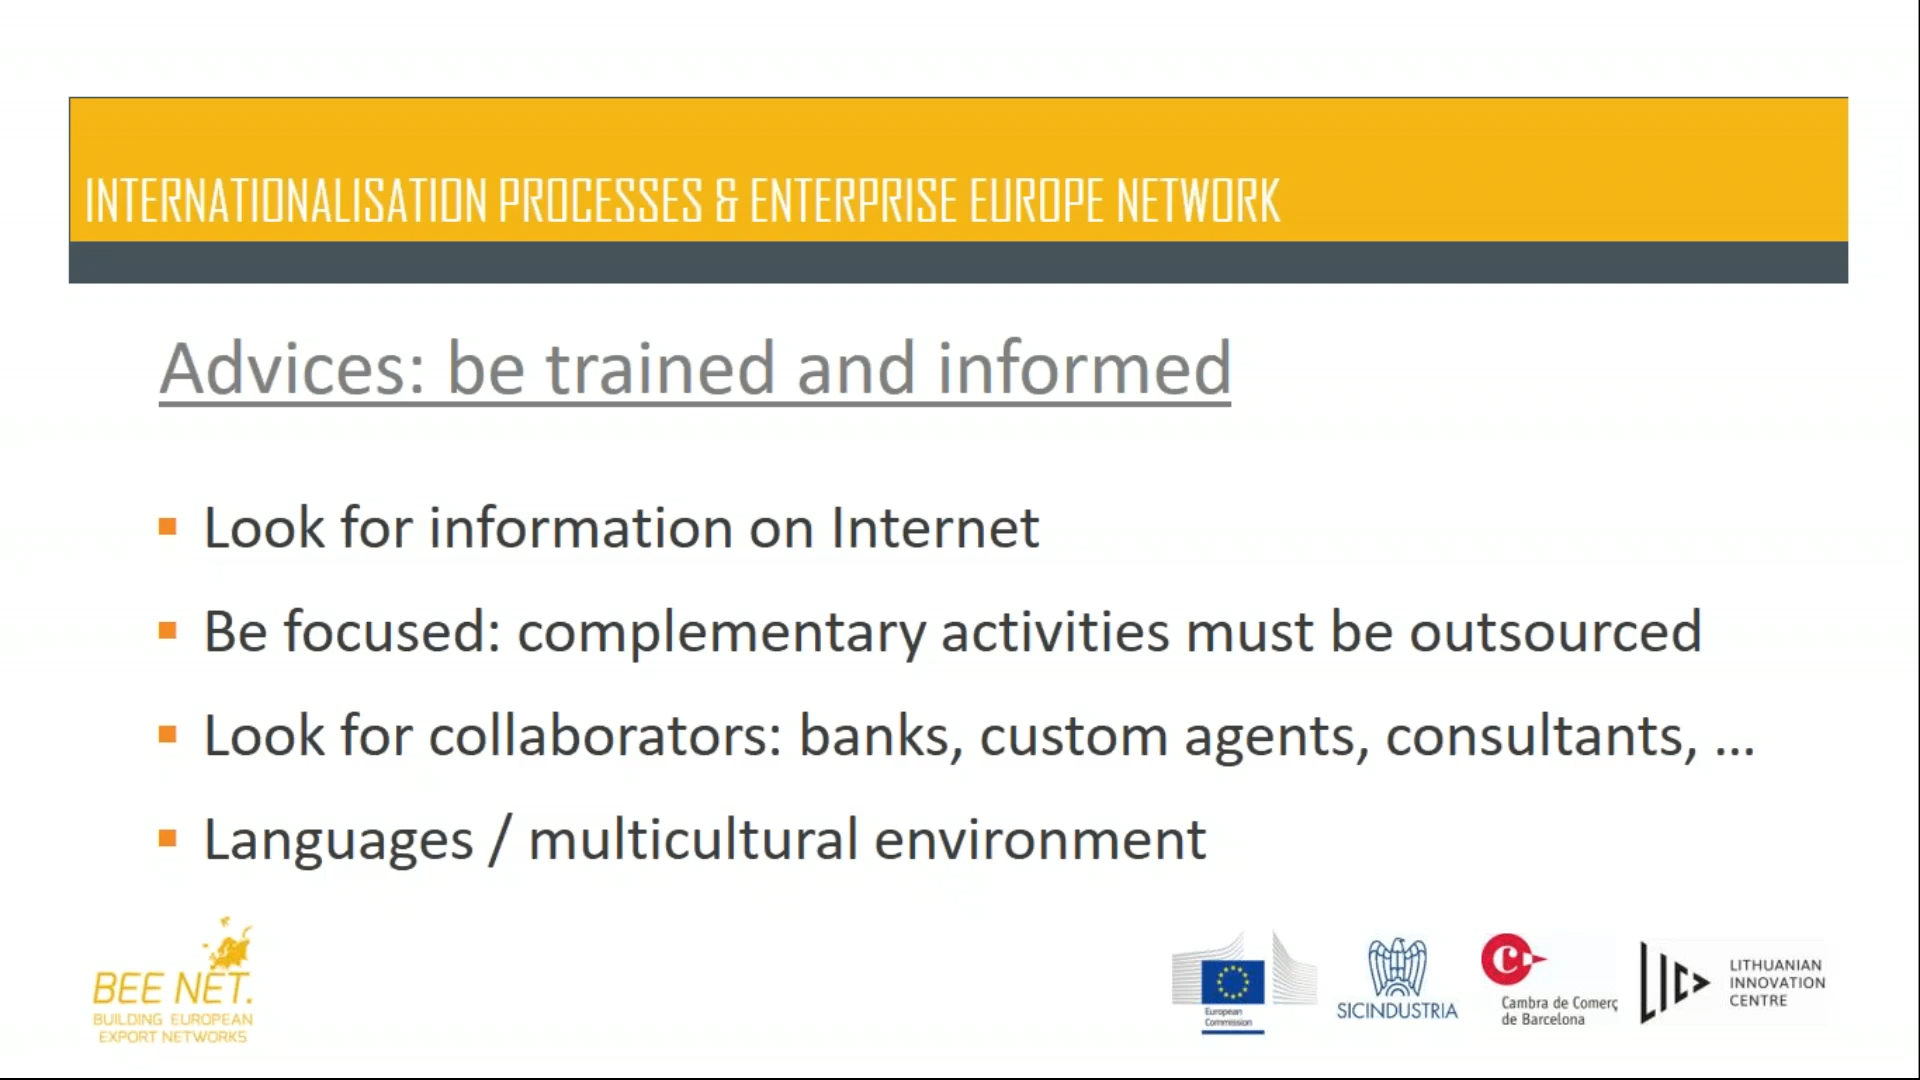 INTERNATIONALISATION PROCESSES & ENTERPRISE EUROPE NETWORK
Advices: be trained and informed
Look for information on Internet
Be focused: complementary activities must be outsourced
Look for collaborators: banks, custom agents, consultants, ...
Languages / multicultural environment
BEE NET.
BUILDING EUROPEAN
EXPORT NETWORKS
European
Commission
SICINDUSTRIA
Cambra de Comerç
de Barcelona
LIC
LITHUANIAN
INNOVATION
CENTRE